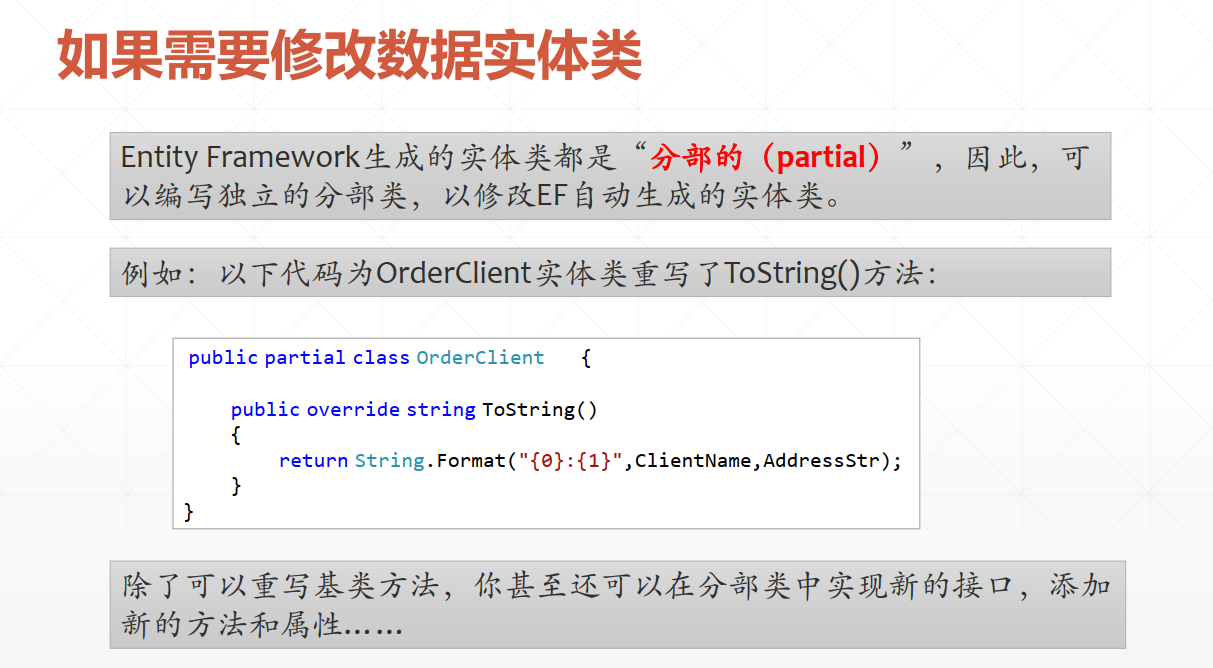 如果需要修改数据实体类
Entity Framework生成的实体类都是“分部的（partial）”，因此，可
以编写独立的分部类，以修改EF自动生成的实体类。
例如：以下代码为OrderClient实体类重写了ToString()方法：
public partial class OrderClient   {
public override string ToString()
{
return String.Format("{0}:{1}",ClientName,AddressStr);
}
}
除了可以重写基类方法，你甚至还可以在分部类中实现新的接口，添加
新的方法和属性……